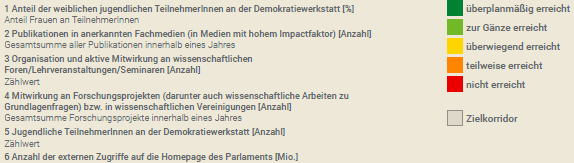 1 Anteil der weiblichen jugendlichen TeilnehmerInnen an der Demokratiewerkstatt [%]
Anteil Frauen an TeilnehmerInnen
2 Publikationen in anerkannten Fachmedien (in Medien mit hohem Impactfaktor) [Anzahl]
Gesamtsumme aller Publikationen innerhalb eines Jahres
3 Organisation und aktive Mitwirkung an wissenschaftlichen
Foren/Lehrveranstaltungen/Seminaren [Anzahl]
Zählwert
4 Mitwirkung an Forschungsprojekten (darunter auch wissenschaftliche Arbeiten zu
Grundlagenfragen) bzw. in wissenschaftlichen Vereinigungen [Anzahl]
Gesamtsumme Forschungsprojekte innerhalb eines Jahres
5 Jugendliche TeilnehmerInnen an der Demokratiewerkstatt [Anzahl]
Zählwert
6 Anzahl der externen Zugriffe auf die Homepage des Parlaments [Mio.]
überplanmäßig erreicht
zur Gänze erreicht
überwiegend erreicht
teilweise erreicht
nicht erreicht
Zielkorridor